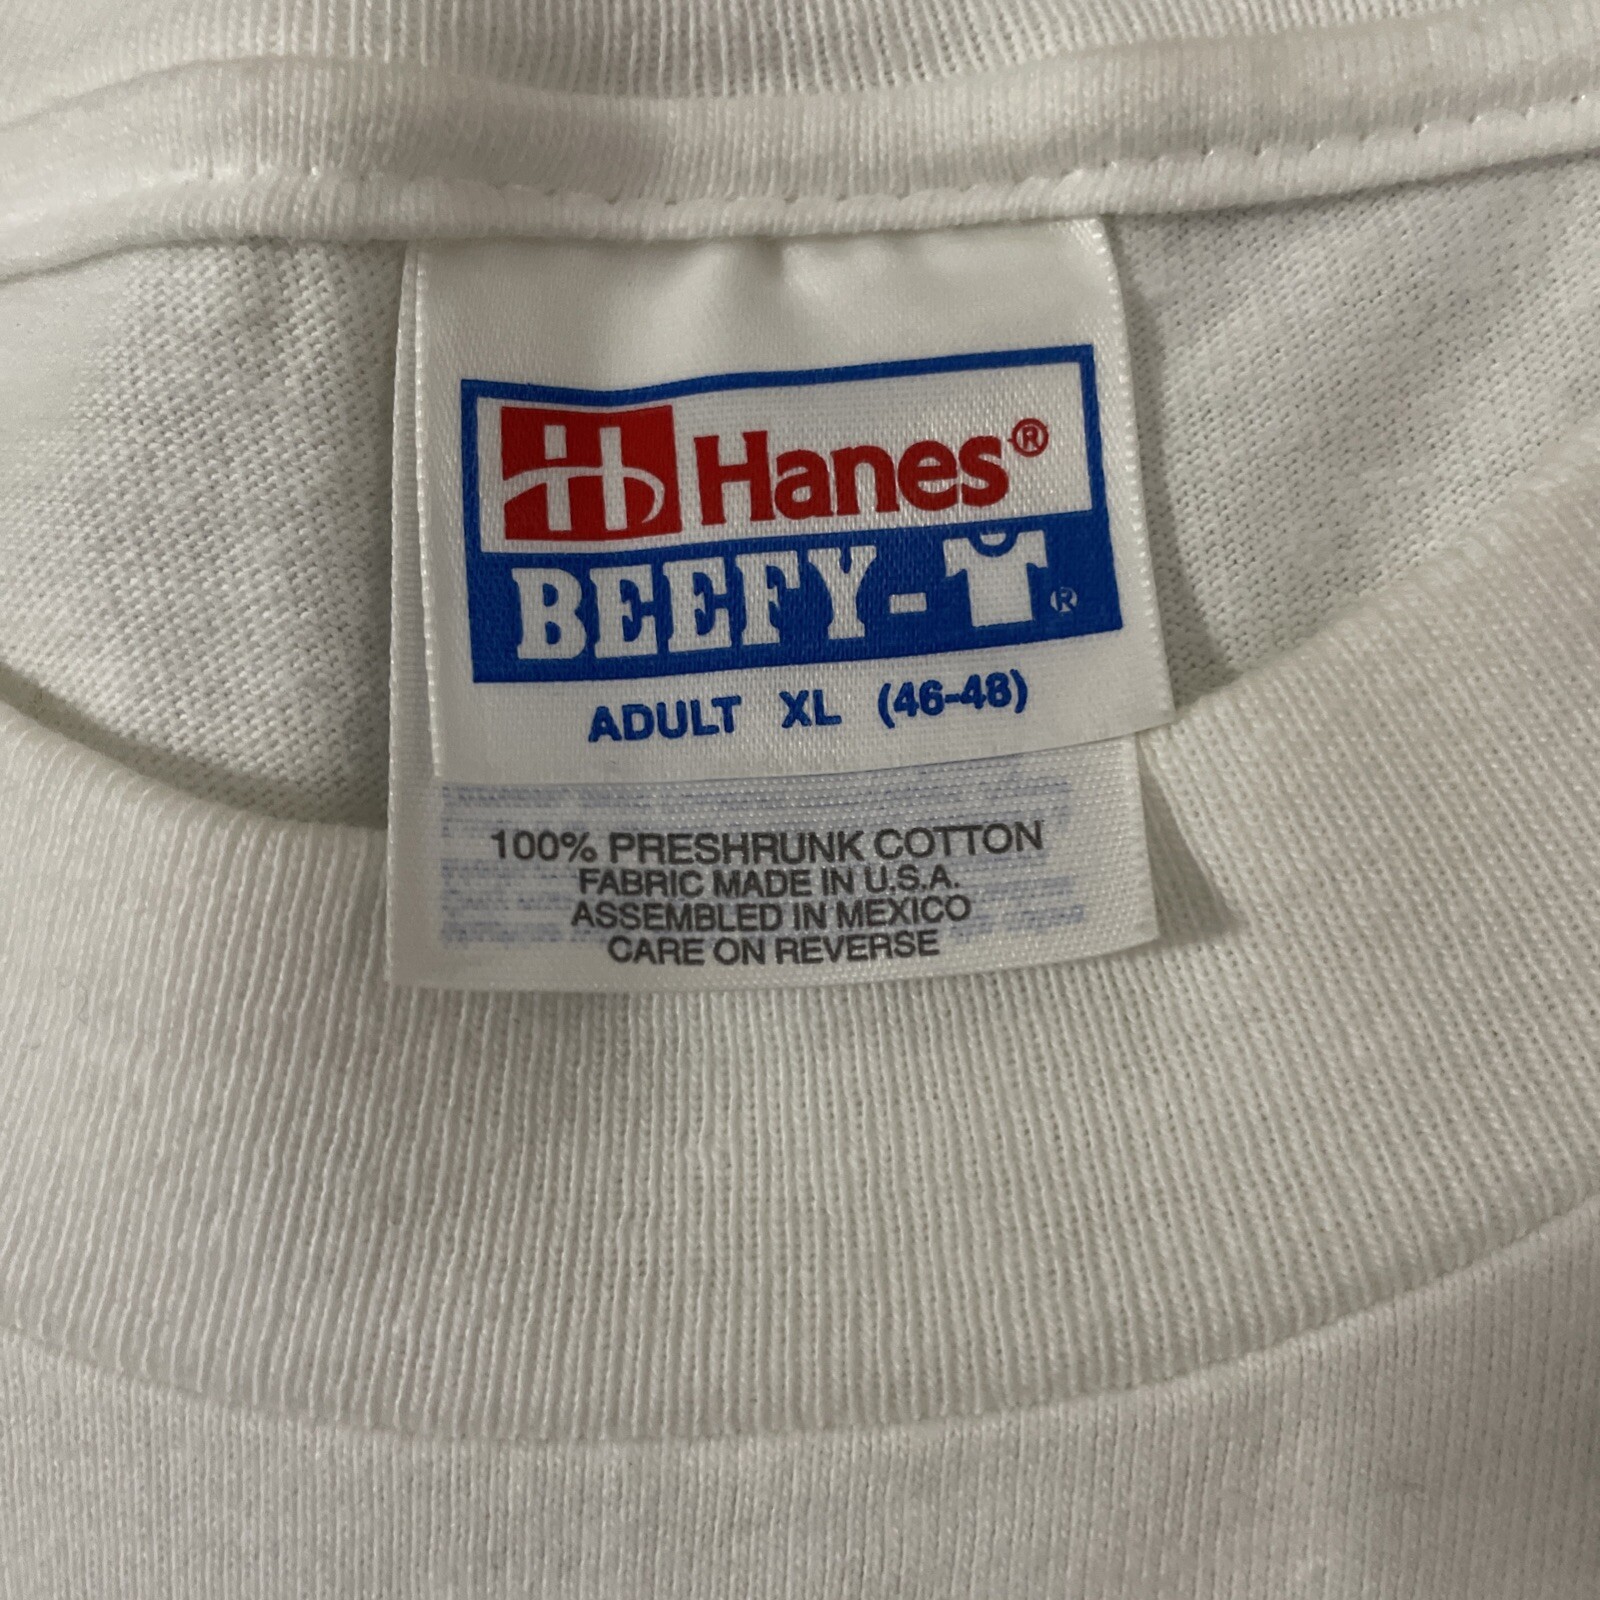 Hanes®
BEEFY-T®
ADULT XL (46-48)
100% PRESHRUNK COTTON
FABRIC MADE IN U.S.A.
ASSEMBLED IN MEXICO
CARE ON REVERSE